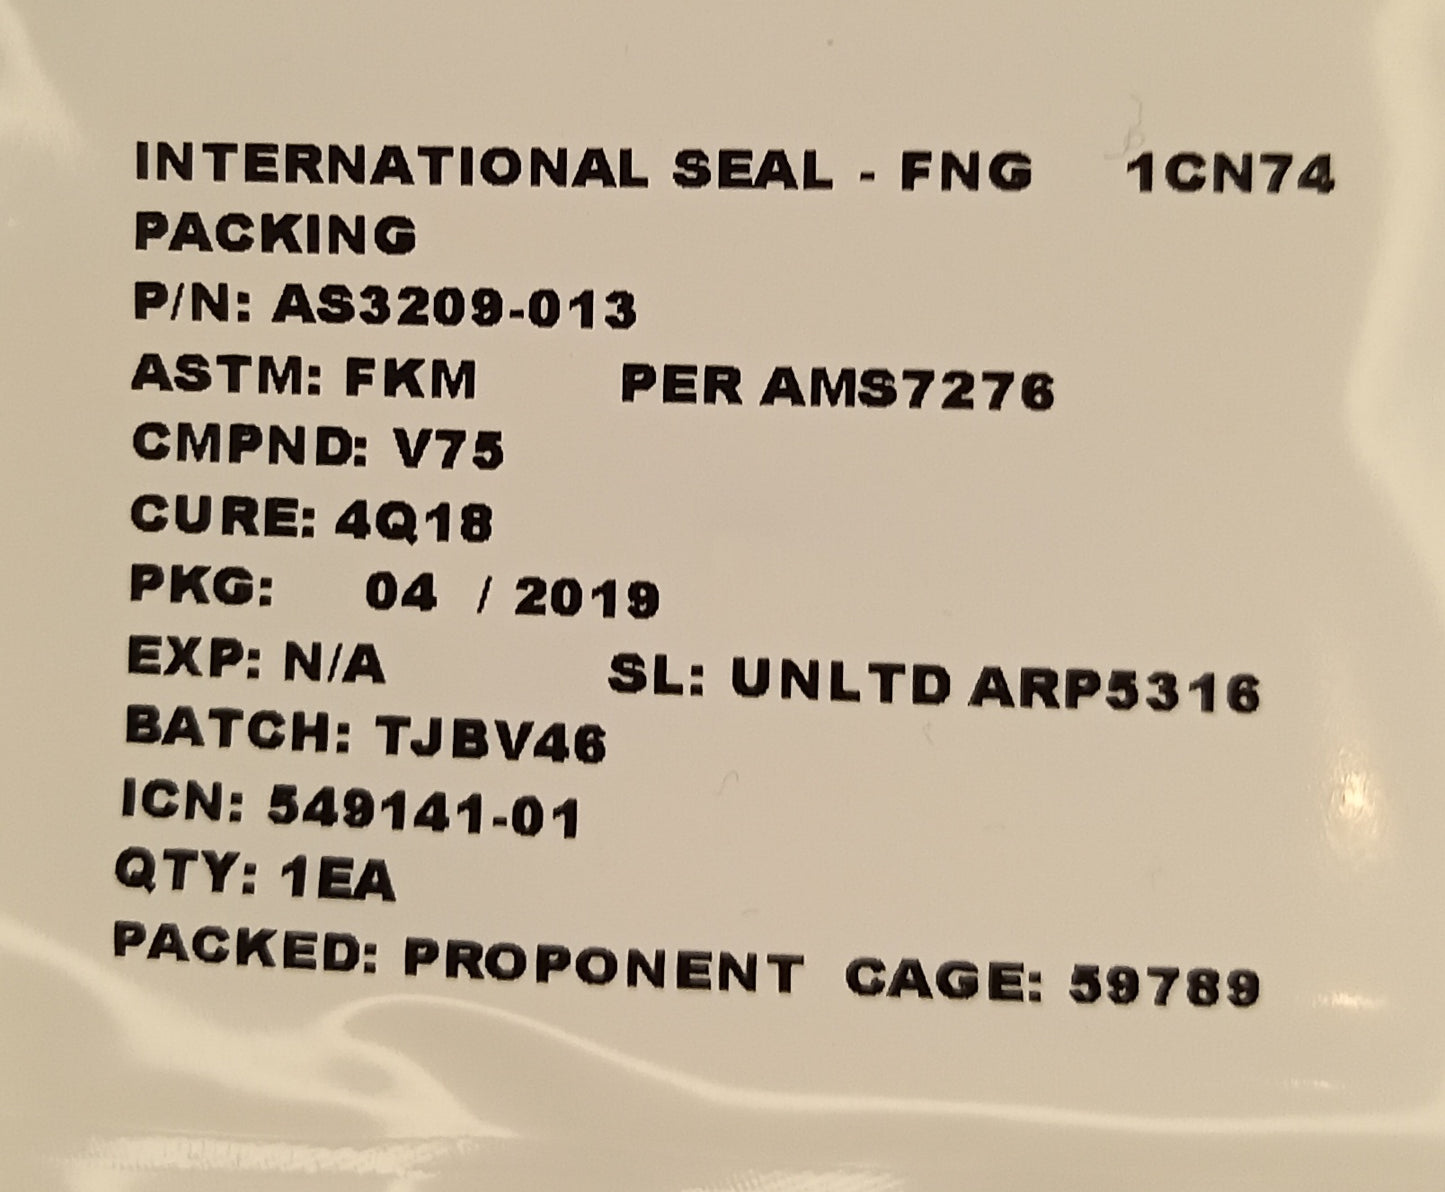 INTERNATIONAL SEAL - FNG 1CN74
PACKING
P/N: AS3209-013
ASTM: FKM PER AMS7276
CMPND: V75
CURE: 4Q18
PKG: 04 / 2019
EXP: N/A SL: UNLTD ARP5316
BATCH: TJBV46
ICN: 549141-01
QTY: 1EA
PACKED: PROPONENT CAGE: 59789